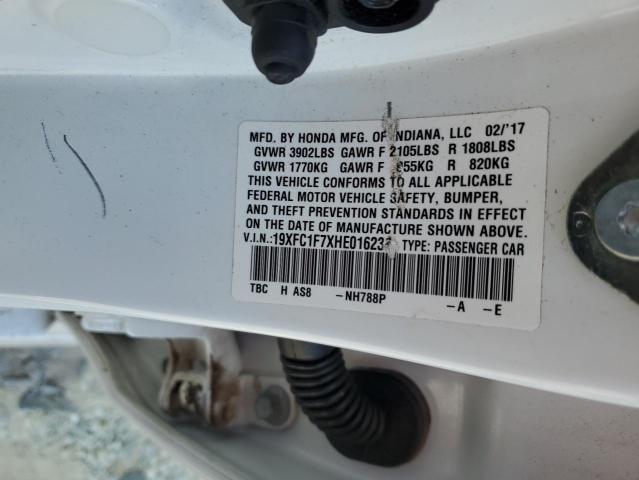 MFD. BY HONDA MFG. OF INDIANA, LLC 02/'17
GVWR 3902LBS GAWR F 2105LBS R 1808LBS
GVWR 1770KG GAWR F 955KG R 820KG
THIS VEHICLE CONFORMS TO ALL APPLICABLE
FEDERAL MOTOR VEHICLE SAFETY, BUMPER,
AND THEFT PREVENTION STANDARDS IN EFFECT
ON THE DATE OF MANUFACTURE SHOWN ABOVE.
V.I.N.: TYPE: PASSENGER CAR
TBC H AS8 -NH788P -A -E